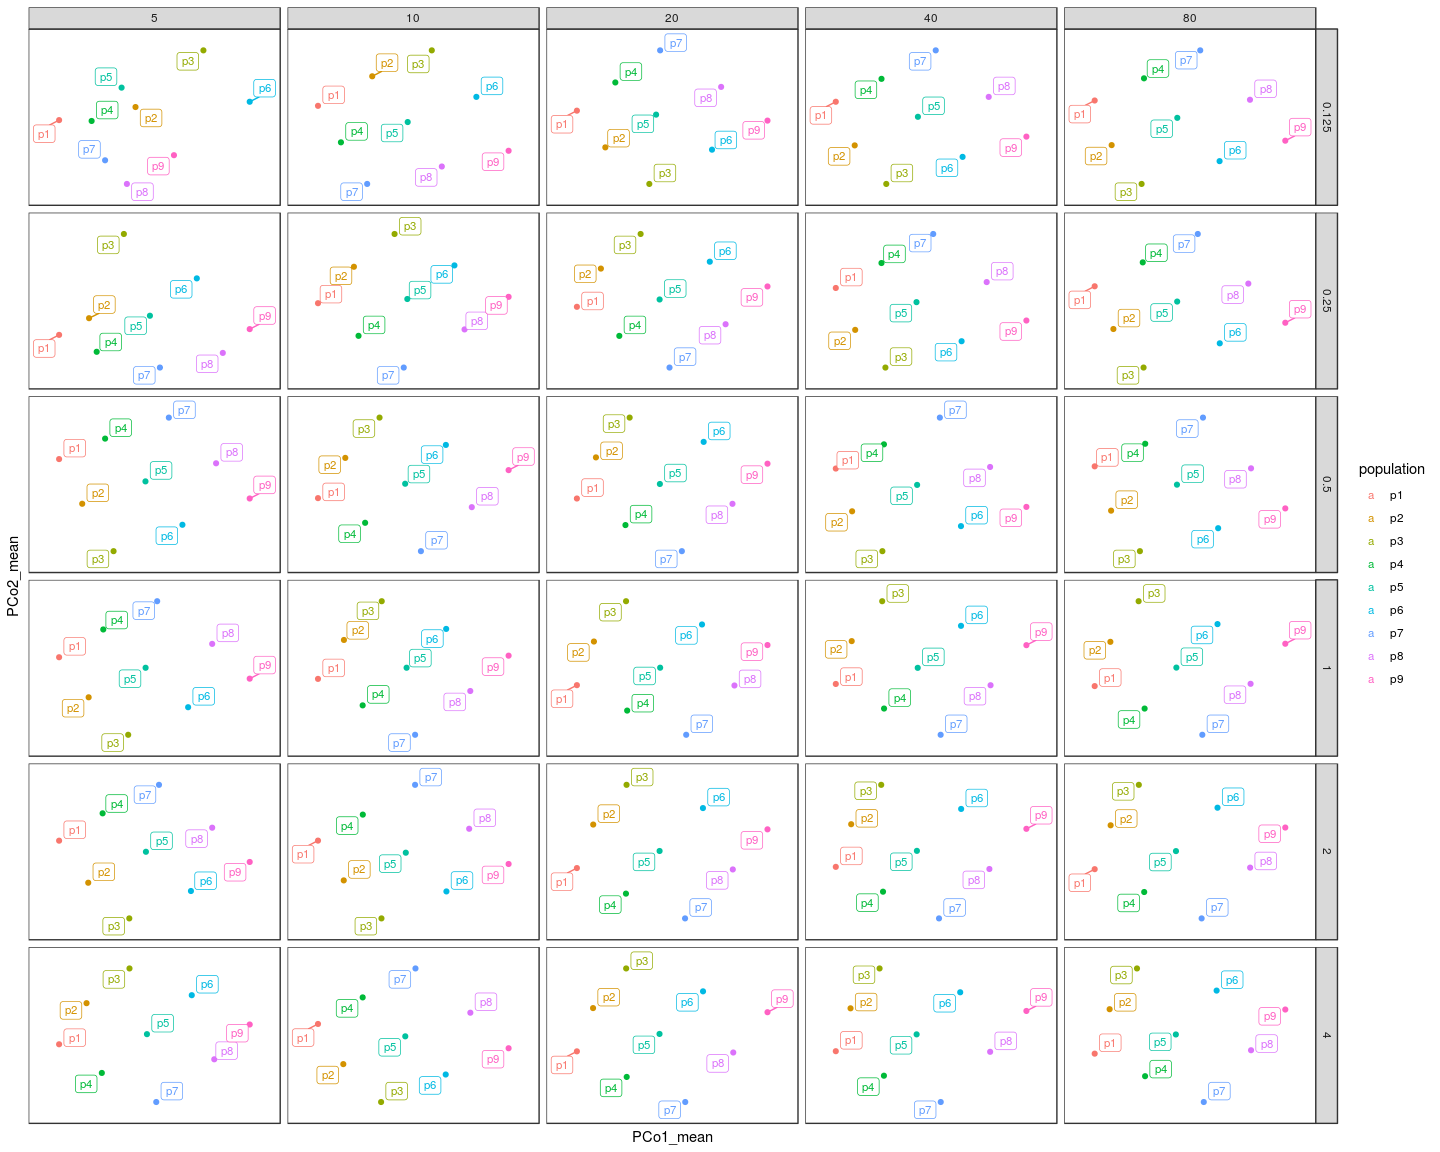 5 10 20 40 80
p3 p5 p6 p4 p2 p1 p7 p9 p8
p2 p3 p6 p1 p4 p5 p9 p8 p7
p7 p4 p8 p1 p5 p9 p2 p6 p3
p7 p8 p4 p1 p5 p9 p2 p6 p3
p7 p4 p8 p9 p5 p6 p2 p3
p1
0.125
p3 p6 p2 p9 p5 p4 p1 p8 p7
p3 p6 p2 p5 p1 p9 p8 p4 p7
p3 p6 p2 p5 p9 p1 p4 p8 p7
p7 p4 p8 p1 p5 p9 p2 p6 p3
p7 p4 p8 p1 p5 p9 p2 p6 p3
0.25
p7 p4 p1 p8 p5 p9 p2 p6 p3
p3 p6 p9 p2 p5 p1 p8 p4 p7
p3 p6 p2 p5 p9 p1 p4 p8 p7
p7 p4 p1 p8 p5 p6 p9 p2 p3
p7 p1 p4 p5 p8 p2 p9 p6 p3
0.5
p7 p4 p8 p1 p9 p5 p6 p2 p3
p3 p2 p6 p5 p9 p1 p4 p8 p7
p3 p6 p2 p9 p5 p8 p1 p4 p7
p3 p6 p9 p2 p5 p1 p8 p4 p7
p3 p6 p9 p2 p5 p1 p8 p4 p7
1
p7 p4 p1 p8 p5 p9 p2 p6 p3
p7 p8 p4 p1 p5 p2 p9 p6 p3
p3 p6 p2 p9 p5 p8 p1 p4 p7
p3 p6 p9 p2 p1 p5 p8 p4 p7
p3 p6 p2 p9 p5 p8 p1 p4 p7
2
p3 p6 p2 p5 p9 p1 p8 p4 p7
p7 p8 p4 p1 p5 p9 p2 p6 p3
p3 p2 p9 p6 p5 p8 p1 p4 p7
p3 p9 p2 p6 p1 p8 p5 p4 p7
p3 p6 p2 p9 p5 p1 p8 p4 p7
4
PCo2_mean
PCo1_mean
population
a p1
a p2
a p3
a p4
a p5
a p6
a p7
a p8
a p9